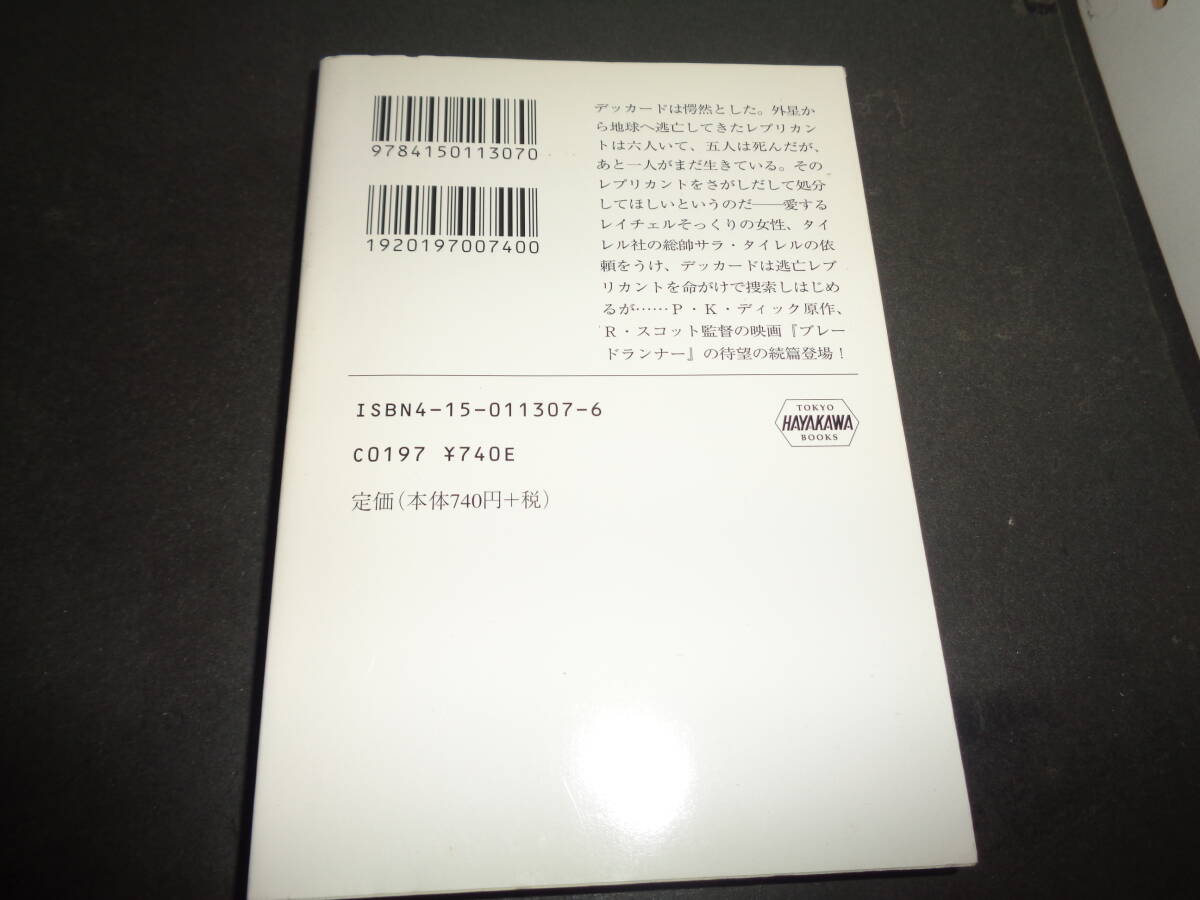 9784150113070
1920197007400
デッカードは愕然とした。外星か
ら地球へ逃亡してきたレプリカン
トは六人いて、五人は死んだが、
あと一人がまだ生きている。その
レプリカントをさがしだして処分
してほしいというのだ——愛する
レイチェルそっくりの女性、タイ
レル社の総帥サラ・タイレルの依
頼をうけ、デッカードは逃亡レプ
リカントを命がけで捜索しはじめ
るが……P・K・ディック原作、
R・スコット監督の映画『ブレー
ドランナー』の待望の続篇登場！
ISBN4-15-011307-6
C0197 ¥740E
定価(本体740円+税)
TOKYO
HAYAKAWA
BOOKS